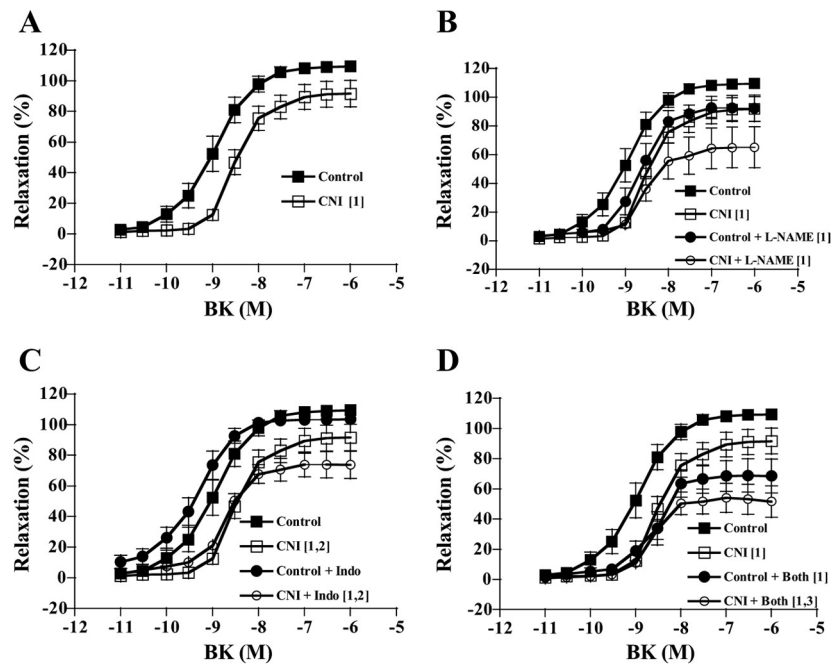 A
120
100
80
60
40
20
0
-20
Relaxation (%)
Control
CNI [1]
-12 -11 -10 -9 -8 -7 -6 -5
BK (M)
B
120
100
80
60
40
20
0
-20
Relaxation (%)
Control
CNI [1]
Control + L-NAME [1]
CNI + L-NAME [1]
-12 -11 -10 -9 -8 -7 -6 -5
BK (M)
C
120
100
80
60
40
20
0
-20
Relaxation (%)
Control
CNI [1,2]
Control + Indo
CNI + Indo [1,2]
-12 -11 -10 -9 -8 -7 -6 -5
BK (M)
D
120
100
80
60
40
20
0
-20
Relaxation (%)
Control
CNI [1]
Control + Both [1]
CNI + Both [1,3]
-12 -11 -10 -9 -8 -7 -6 -5
BK (M)